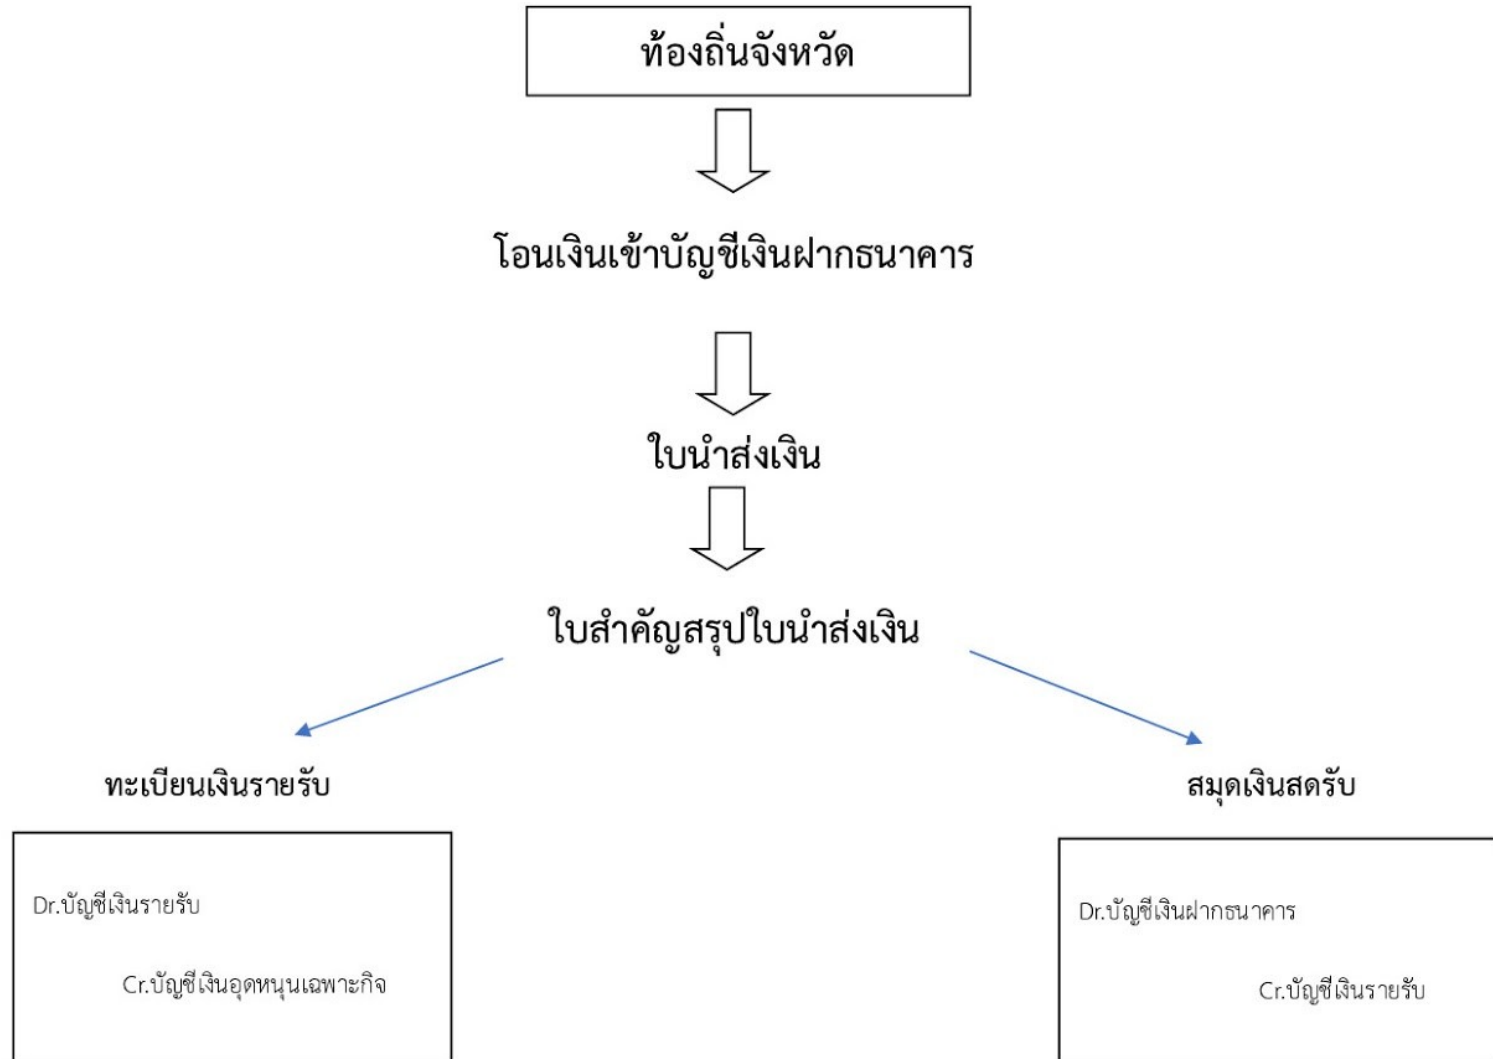 ท้องถิ่นจังหวัด
โอนเงินเข้าบัญชีเงินฝากธนาคาร
ใบนำส่งเงิน
ใบสำคัญสรุปใบนำส่งเงิน
ทะเบียนเงินรายรับ
สมุดเงินสดรับ
Dr.บัญชีเงินรายรับ
Cr.บัญชีเงินอุดหนุนเฉพาะกิจ
Dr.บัญชีเงินฝากธนาคาร
Cr.บัญชีเงินรายรับ